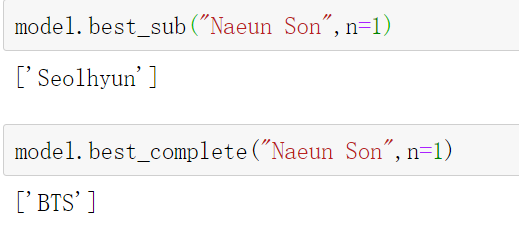 model.best_sub("Naeun Son",n=1)
['Seolhyun']
model.best_complete("Naeun Son",n=1)
['BTS']